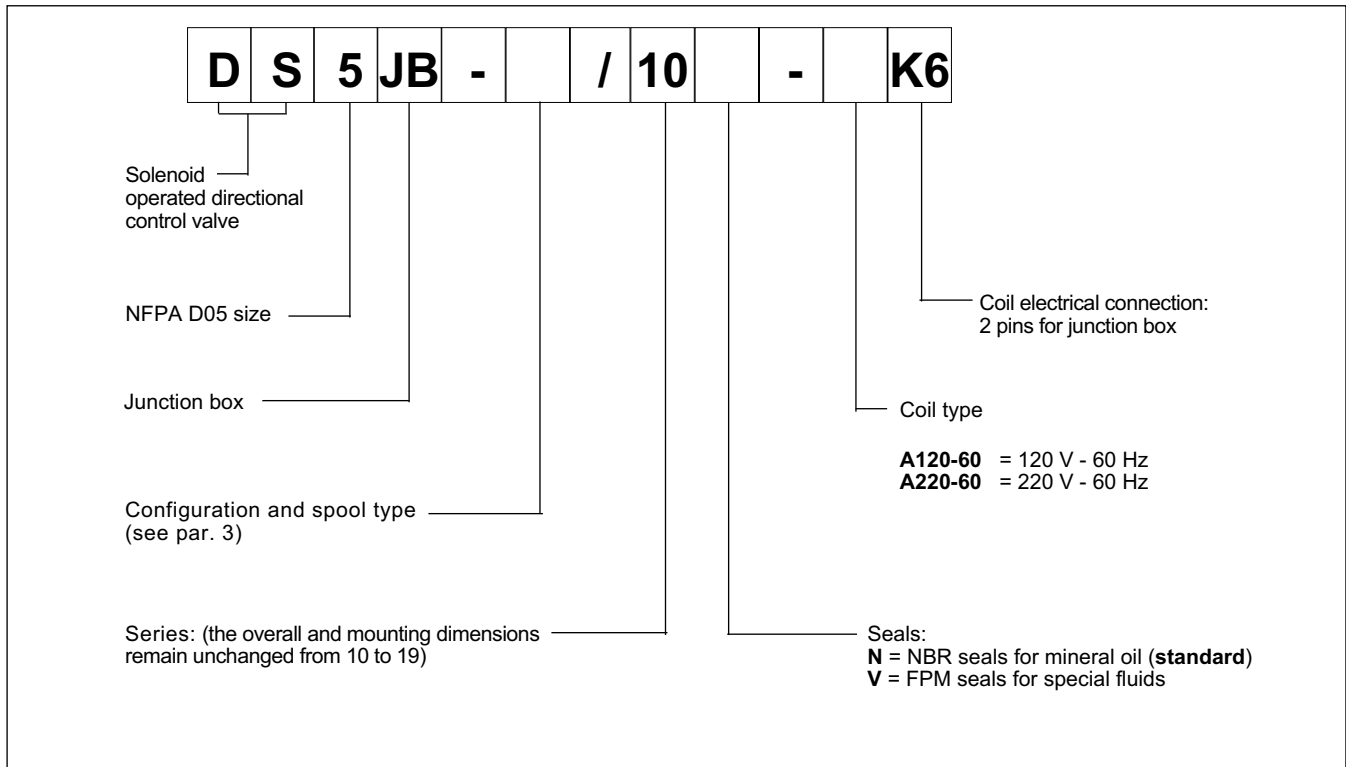 D S 5 JB - / 10 - K6
Solenoid
operated directional
control valve
NFPA D05 size
Junction box
Configuration and spool type
(see par. 3)
Series: (the overall and mounting dimensions
remain unchanged from 10 to 19)
Coil electrical connection:
2 pins for junction box
Coil type
A120-60 = 120 V - 60 Hz
A220-60 = 220 V - 60 Hz
Seals:
N = NBR seals for mineral oil (standard)
V = FPM seals for special fluids